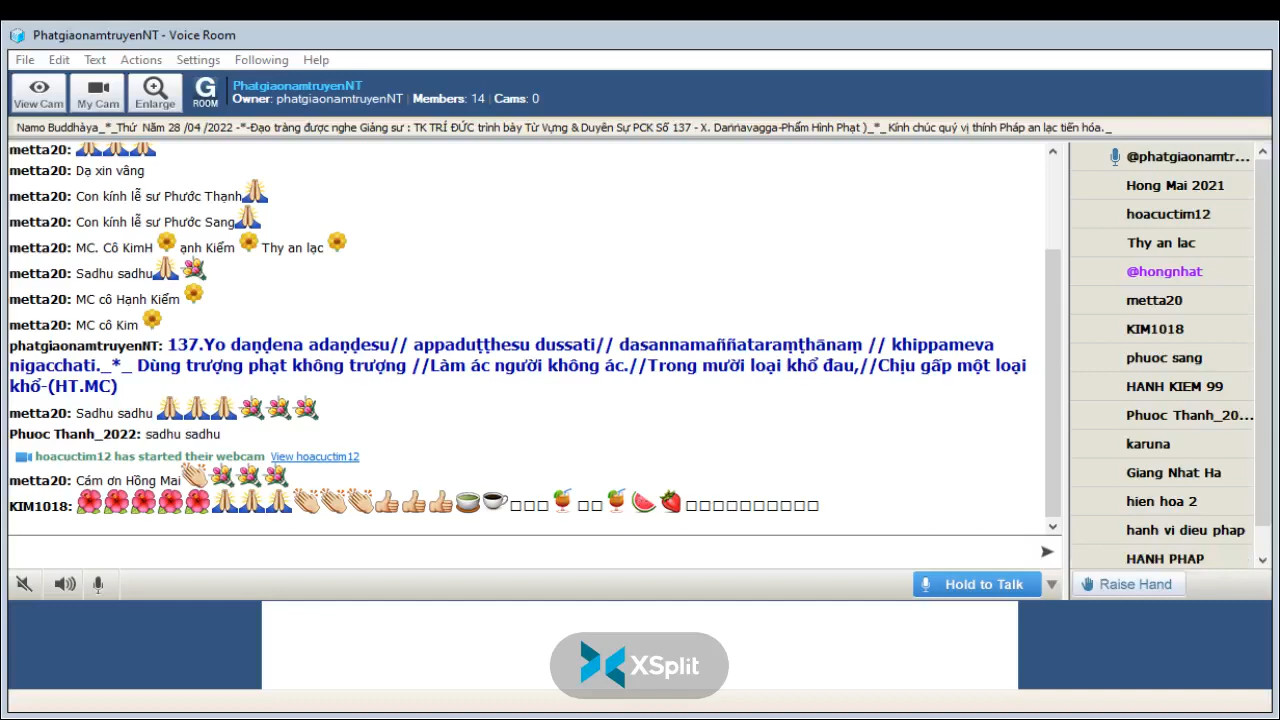 PhatgiaonamtruyenNT - Voice Room
File Edit Text Actions Settings Following Help
View Cam My Cam Enlarge G ROOM
PhatgiaonamtruyenNT
Owner: phatgiaonamtruyenNT | Members: 14 | Cams: 0
Namo Buddhàya_*_Thứ Năm 28 /04 /2022 -*-Đạo tràng được nghe Giảng sư : TK TRÍ ĐỨC trình bày Từ Vựng & Duyên Sự PCK Số 137 - X. Daṇṇavagga-Phẩm Hình Phạt )_*_ Kính chúc quý vị thính Pháp an lạc tiến hóa._
metta20:
metta20: Dạ xin vâng
metta20: Con kính lễ sư Phước Thạnh
metta20: Con kính lễ sư Phước Sang
metta20: MC. Cô KimH ạnh Kiểm Thy an lạc
metta20: Sadhu sadhu
metta20: MC cô Hạnh Kiểm
metta20: MC cô Kim
phatgiaonamtruyenNT: 137.Yo daṇḍena adaṇḍesu// appaduṭṭhesu dussati// dasannamaññataraṃṭhānaṃ // khippameva
nigacchati._*_ Dùng trượng phạt không trượng //Làm ác người không ác.//Trong mười loại khổ đau,//Chịu gấp một loại
khổ-(HT.MC)
metta20: Sadhu sadhu
Phuoc Thanh_2022: sadhu sadhu
hoacuctim12 has started their webcam View hoacuctim12
metta20: Cám ơn Hồng Mai
KIM1018:
@phatgiaonamtr...
Hong Mai 2021
hoacuctim12
Thy an lac
@hongnhat
metta20
KIM1018
phuoc sang
HANH KIEM 99
Phuoc Thanh_20...
karuna
Giang Nhat Ha
hien hoa 2
hanh vi dieu phap
HANH PHAP
Hold to Talk
Raise Hand
XSplit